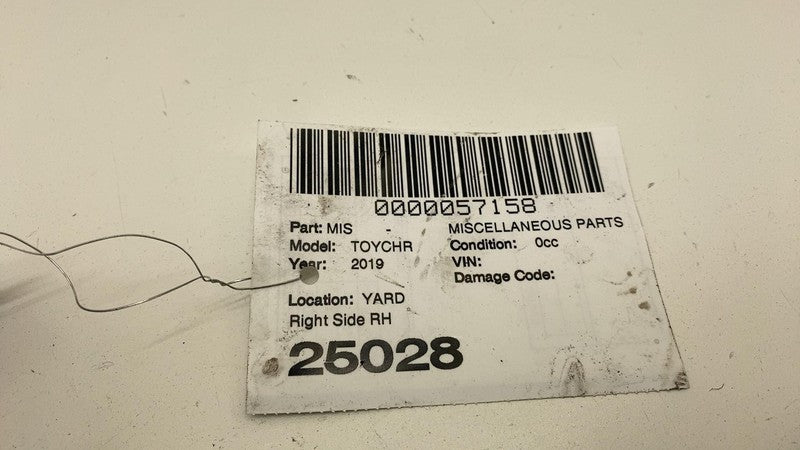 0000057158
Part: MIS - MISCELLANEOUS PARTS
Model: TOYCHR Condition: 0cc
Year: 2019 VIN:
Damage Code:
Location: YARD
Right Side RH
25028